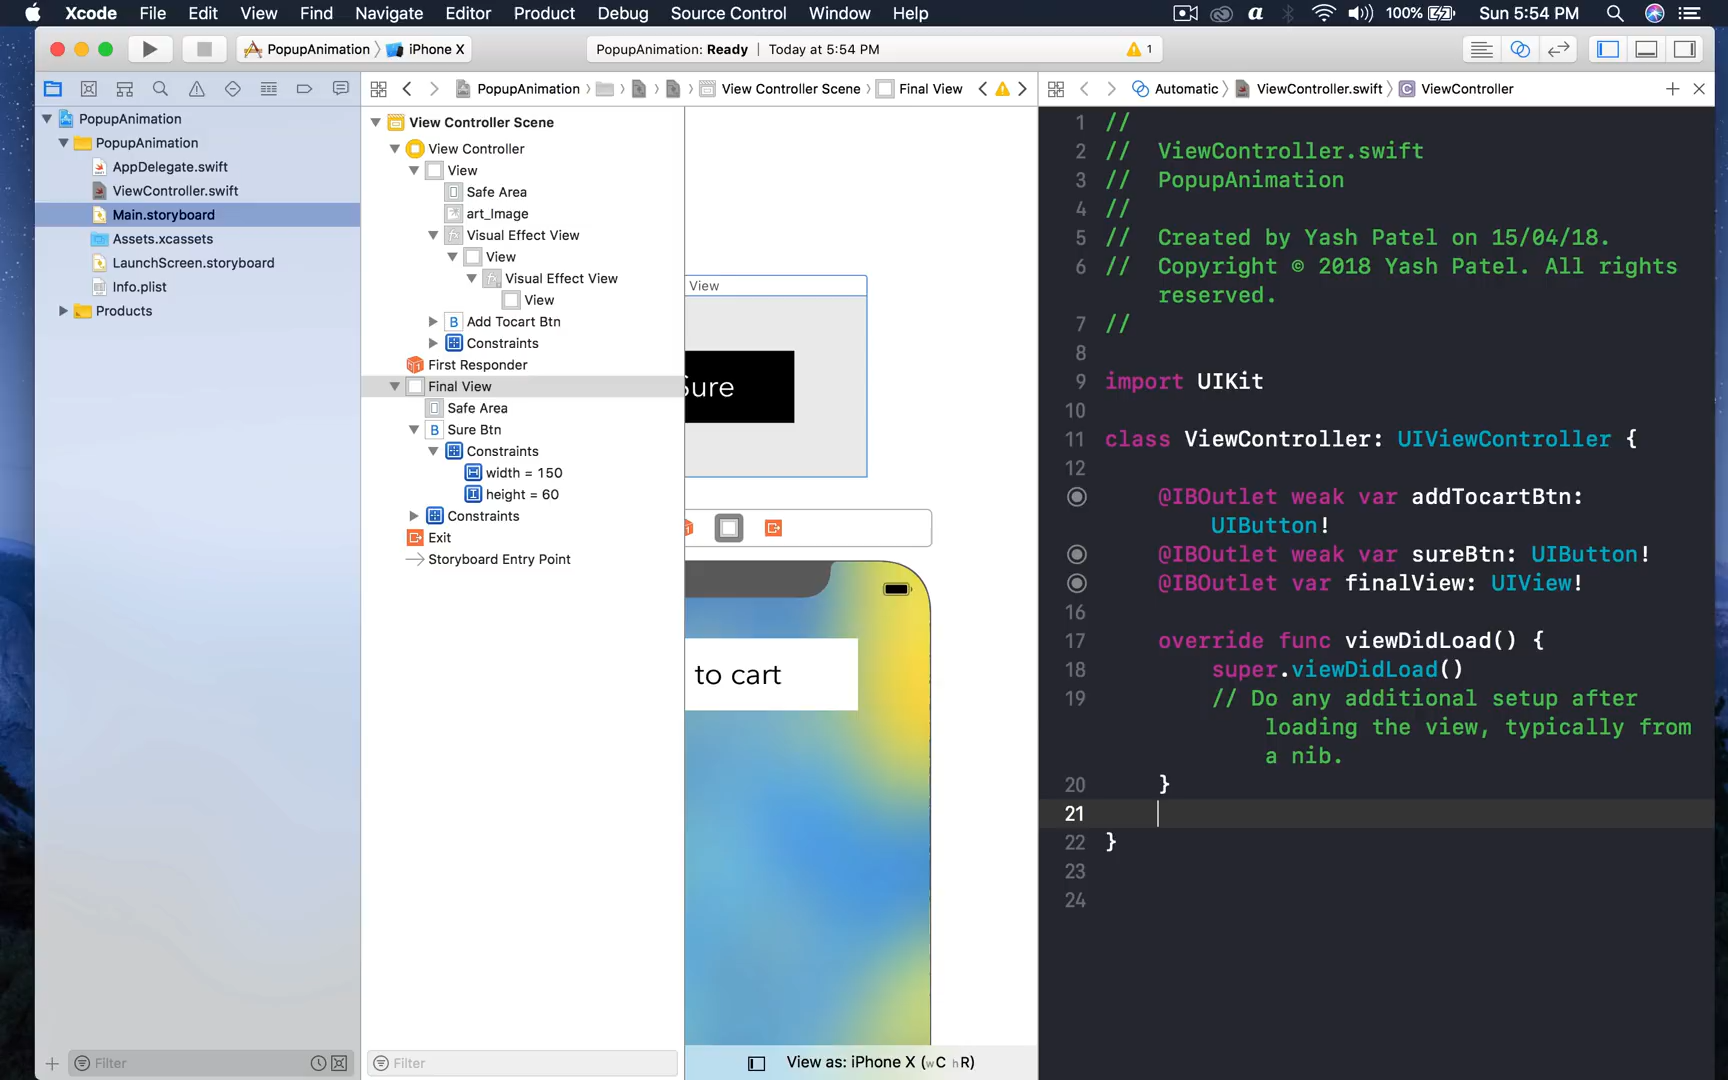 Xcode File Edit View Find Navigate Editor Product Debug Source Control Window Help 100% Sun 5:54 PM
PopupAnimation iPhone X PopupAnimation: Ready Today at 5:54 PM 1
PopupAnimation View Controller Scene Final View Automatic ViewController.swift C ViewController
PopupAnimation
PopupAnimation
AppDelegate.swift
ViewController.swift
Main.storyboard
Assets.xcassets
LaunchScreen.storyboard
Info.plist
Products
Filter
View Controller Scene
View Controller
View
Safe Area
art_Image
Visual Effect View
View
Visual Effect View
View
B Add Tocart Btn
Constraints
First Responder
Final View
Safe Area
B Sure Btn
Constraints
width = 150
height = 60
Constraints
Exit
Storyboard Entry Point
Filter
View
Sure
to cart
View as: iPhone X (wC hR)
1 //
2 // ViewController.swift
3 // PopupAnimation
4 //
5 // Created by Yash Patel on 15/04/18.
6 // Copyright © 2018 Yash Patel. All rights
reserved.
7 //
8
9 import UIKit
10
11 class ViewController: UIViewController {
12
@IBOutlet weak var addTocartBtn:
UIButton!
@IBOutlet weak var sureBtn: UIButton!
@IBOutlet var finalView: UIView!
16
17 override func viewDidLoad() {
18 super.viewDidLoad()
19 // Do any additional setup after
loading the view, typically from
a nib.
20 }
21
22 }
23
24